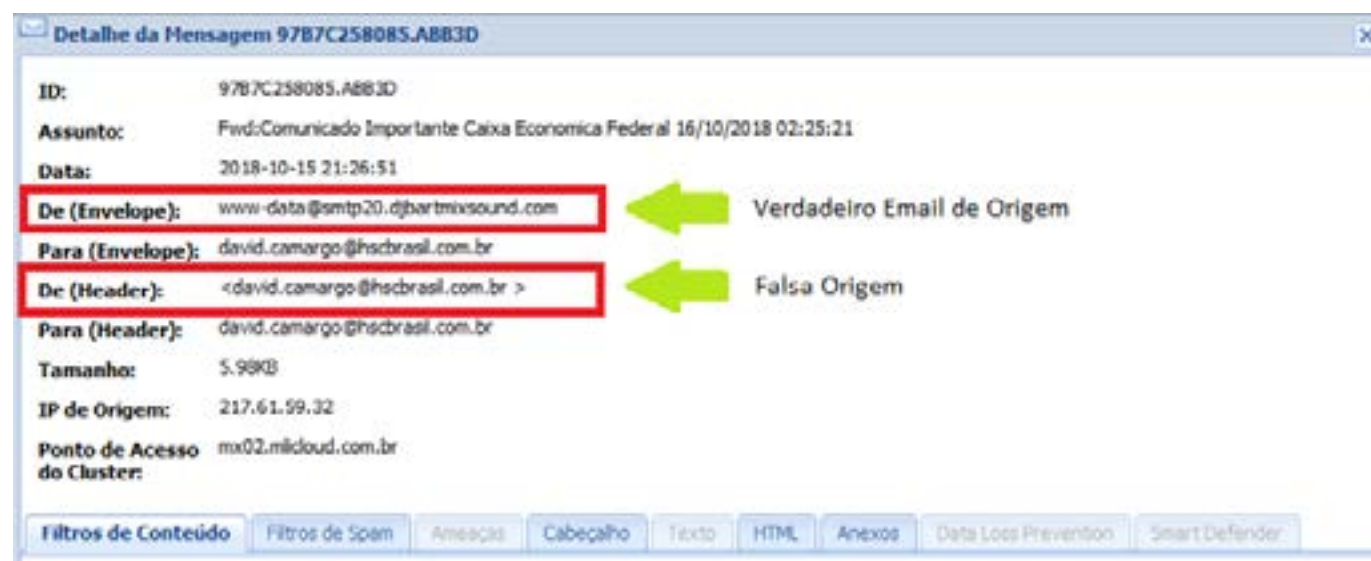 Detalhe da Mensagem 97B7C258085.ABB3D
ID: 97B7C258085.ABB3D
Assunto: Fwd:Comunicado Importante Caixa Economica Federal 16/10/2018 02:25:21
Data: 2018-10-15 21:26:51
De (Envelope): www-data@smtp20.djbartmixsound.com
Verdadeiro Email de Origem
Para (Envelope): david.camargo@hscbrasil.com.br
De (Header): <david.camargo@hscbrasil.com.br >
Falsa Origem
Para (Header): david.camargo@hscbrasil.com.br
Tamanho: 5.98KB
IP de Origem: 217.61.59.32
Ponto de Acesso do Cluster: mx02.mlicloud.com.br
Filtros de Conteúdo Filtros de Spam Ameaças Cabeçalho Texto HTML Anexos Data Loss Prevention Smart Defender